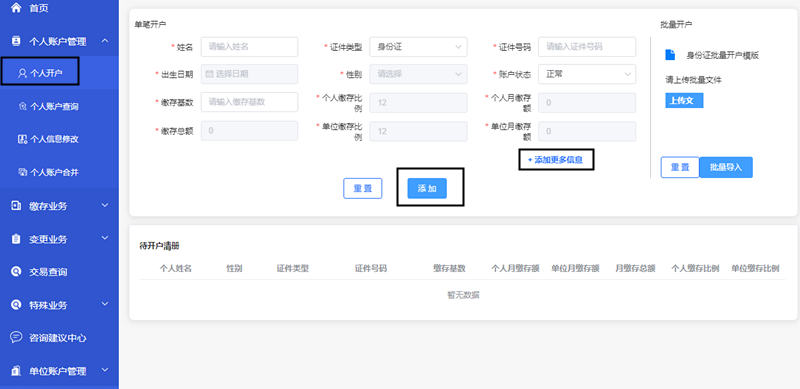 首页
个人账户管理
个人开户
个人账户查询
个人信息修改
个人账户合并
缴存业务
变更业务
交易查询
特殊业务
咨询建议中心
单位账户管理
单笔开户
* 姓名 请输入姓名 * 证件类型 身份证 * 证件号码 请输入证件号码
* 出生日期 选择日期 * 性别 请选择 * 账户状态 正常
* 缴存基数 请输入缴存基数 * 个人缴存比例 12 * 个人月缴存额 0
* 缴存总额 0 * 单位缴存比例 12 * 单位月缴存额 0
+ 添加更多信息
重置 添加
批量开户
身份证批量开户模版
请上传批量文件
上传文
重置 批量导入
待开户清册
个人姓名 性别 证件类型 证件号码 缴存基数 个人月缴存额 单位月缴存额 月缴存总额 个人缴存比例 单位缴存比例
暂无数据